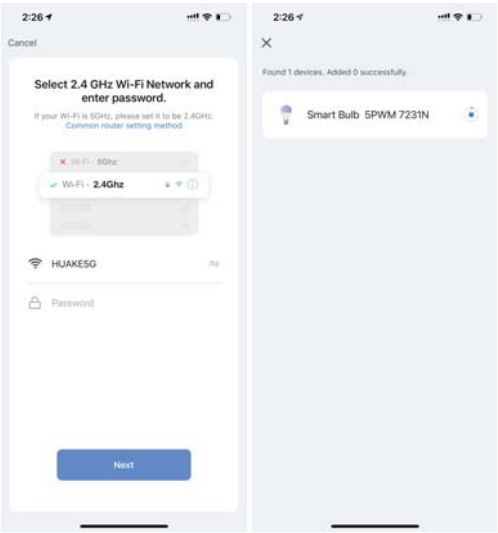 2:26
Cancel
Select 2.4 GHz Wi-Fi Network and
enter password.
If your Wi-Fi is 5GHz, please set it to be 2.4GHz.
Common router setting method
Wi-Fi - 5Ghz
Wi-Fi - 2.4Ghz
HUAKE5G
Password
Next
2:26
Found 1 devices. Added 0 successfully.
Smart Bulb 5PWM 7231N